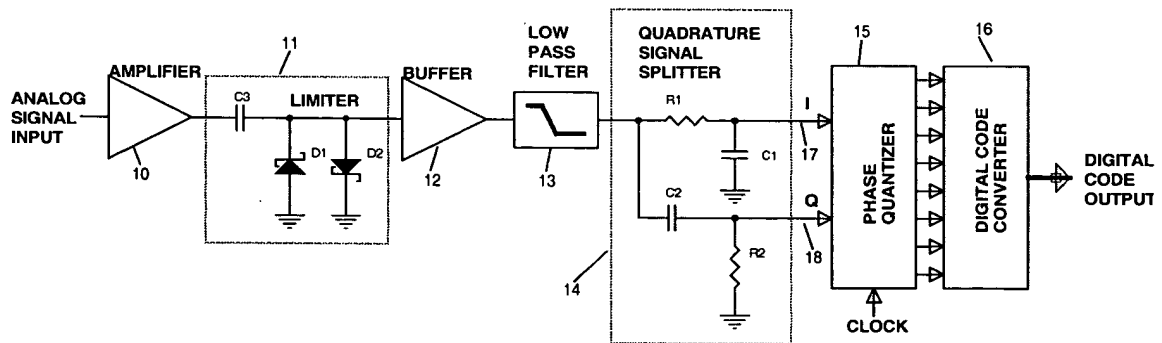 11
AMPLIFIER
ANALOG
SIGNAL
INPUT
10
C3
LIMITER
D1
D2
BUFFER
12
LOW
PASS
FILTER
13
QUADRATURE
SIGNAL
SPLITTER
R1
C1
C2
R2
14
I
17
Q
18
15
PHASE
QUANTIZER
CLOCK
16
DIGITAL CODE
CONVERTER
DIGITAL
CODE
OUTPUT